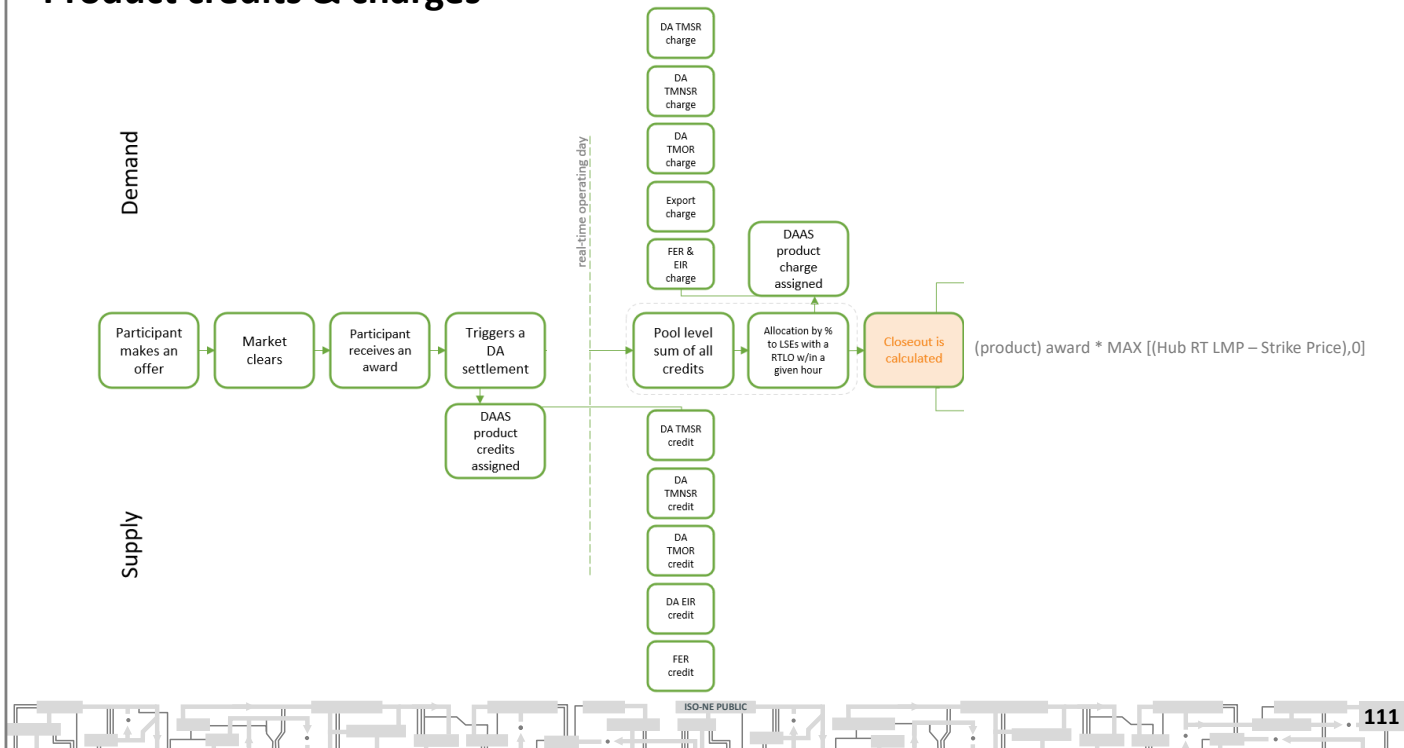 Product credits & charges
DA TMSR
charge
DA
TMNSR
charge
DA
TMOR
charge
Export
charge
FER &
EIR
charge
DAAS
product
charge
assigned
Demand
real-time operating day
Participant
makes an
offer
Market
clears
Participant
receives an
award
Triggers a
DA
settlement
Pool level
sum of all
credits
Allocation by %
to LSEs with a
RTLO w/in a
given hour
Closeout is
calculated
(product) award * MAX [(Hub RT LMP – Strike Price),0]
DAAS
product
credits
assigned
Supply
DA TMSR
credit
DA
TMNSR
credit
DA
TMOR
credit
DA EIR
credit
FER
credit
ISO-NE PUBLIC
111